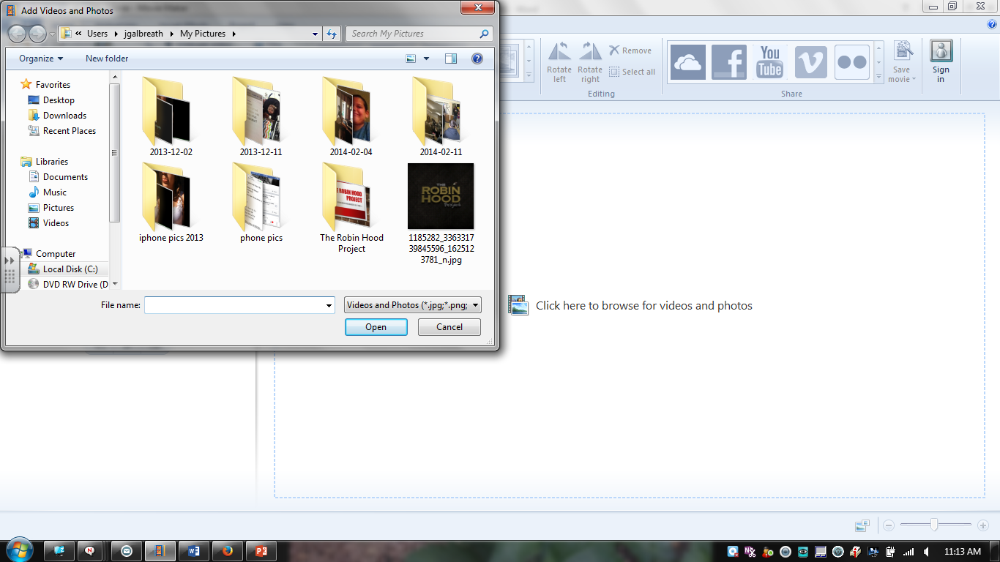 Add Videos and Photos
« Users ▸ jgalbreath ▸ My Pictures ▸
Search My Pictures
Organize
New folder
Favorites
Desktop
Downloads
Recent Places
Libraries
Documents
Music
Pictures
Videos
Computer
Local Disk (C:)
DVD RW Drive (D
2013-12-02
2013-12-11
2014-02-04
2014-02-11
iphone pics 2013
phone pics
E ROBIN HOOD
PROJECT
The Robin Hood
Project
THE
ROBIN
HOOD
Project
1185282_3363317
39845596_162512
3781_n.jpg
File name:
Videos and Photos (*.jpg;*.png;
Open
Cancel
Rotate
left
Rotate
right
Remove
Select all
Editing
f
You
Tube
V
Share
Save
movie
Sign
in
Click here to browse for videos and photos
11:13 AM